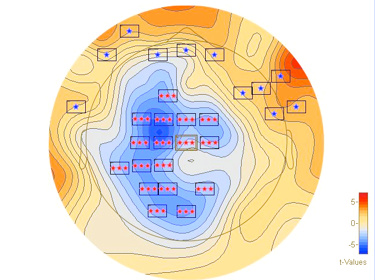 5-
0-
-5-
t-Values